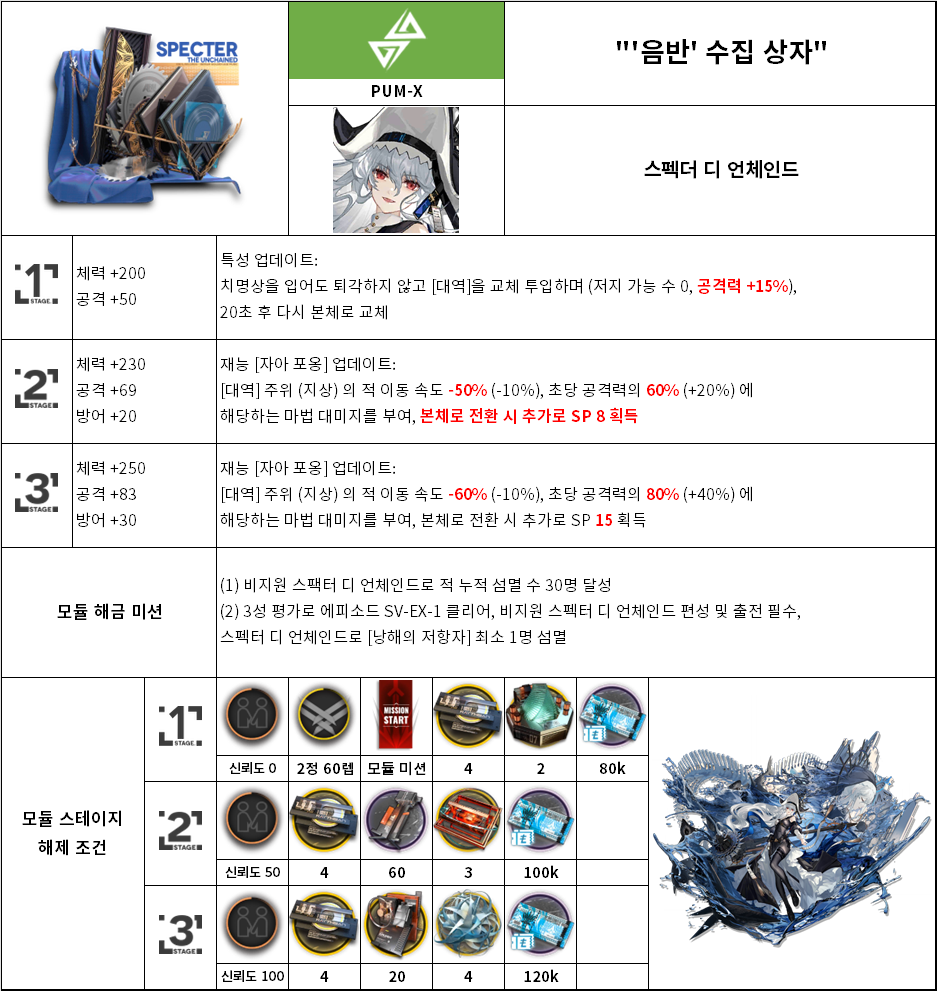 SPECTER
THE UNCHAINED
PUM-X
"'음반' 수집 상자"
스펙더 디 언체인드
1
STAGE.
체력 +200
공격 +50
특성 업데이트:
치명상을 입어도 퇴각하지 않고 [대역]을 교체 투입하며 (저지 가능 수 0, 공격력 +15%),
20초 후 다시 본체로 교체
2
STAGE.
체력 +230
공격 +69
방어 +20
재능 [자아 포옹] 업데이트:
[대역] 주위 (지상) 의 적 이동 속도 -50% (-10%), 초당 공격력의 60% (+20%) 에
해당하는 마법 대미지를 부여, 본체로 전환 시 추가로 SP 8 획득
3
STAGE.
체력 +250
공격 +83
방어 +30
재능 [자아 포옹] 업데이트:
[대역] 주위 (지상) 의 적 이동 속도 -60% (-10%), 초당 공격력의 80% (+40%) 에
해당하는 마법 대미지를 부여, 본체로 전환 시 추가로 SP 15 획득
모듈 해금 미션
(1) 비지원 스팩터 디 언체인드로 적 누적 섬멸 수 30명 달성
(2) 3성 평가로 에피소드 SV-EX-1 클리어, 비지원 스펙터 디 언체인드 편성 및 출전 필수,
스펙터 디 언체인드로 [낭해의 저항자] 최소 1명 섬멸
모듈 스테이지
해제 조건
1
STAGE.
MISSION
START
신뢰도 0
2정 60렙
모듈 미션
4
2
80k
2
STAGE.
신뢰도 50
4
60
3
100k
3
STAGE.
신뢰도 100
4
20
4
120k